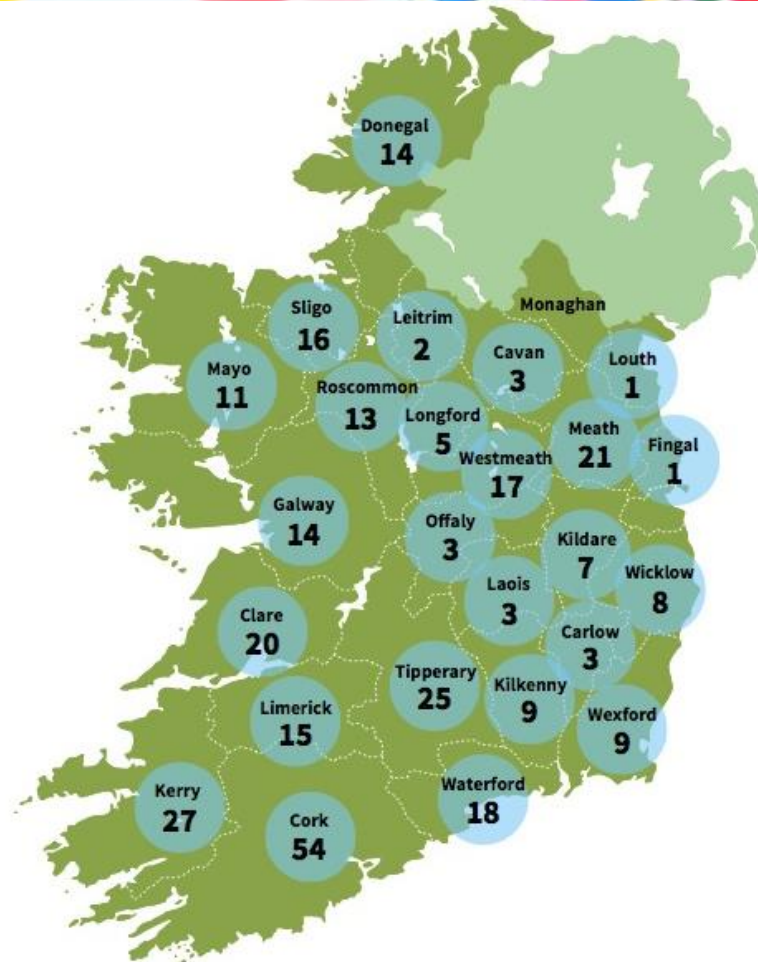 Donegal
14
Sligo
16
Leitrim
2
Monaghan
Cavan
3
Louth
1
Mayo
11
Roscommon
13
Longford
5
Meath
21
Fingal
1
Westmeath
17
Galway
14
Offaly
3
Kildare
7
Wicklow
8
Laois
3
Clare
20
Carlow
3
Tipperary
25
Kilkenny
9
Limerick
15
Wexford
9
Kerry
27
Waterford
18
Cork
54